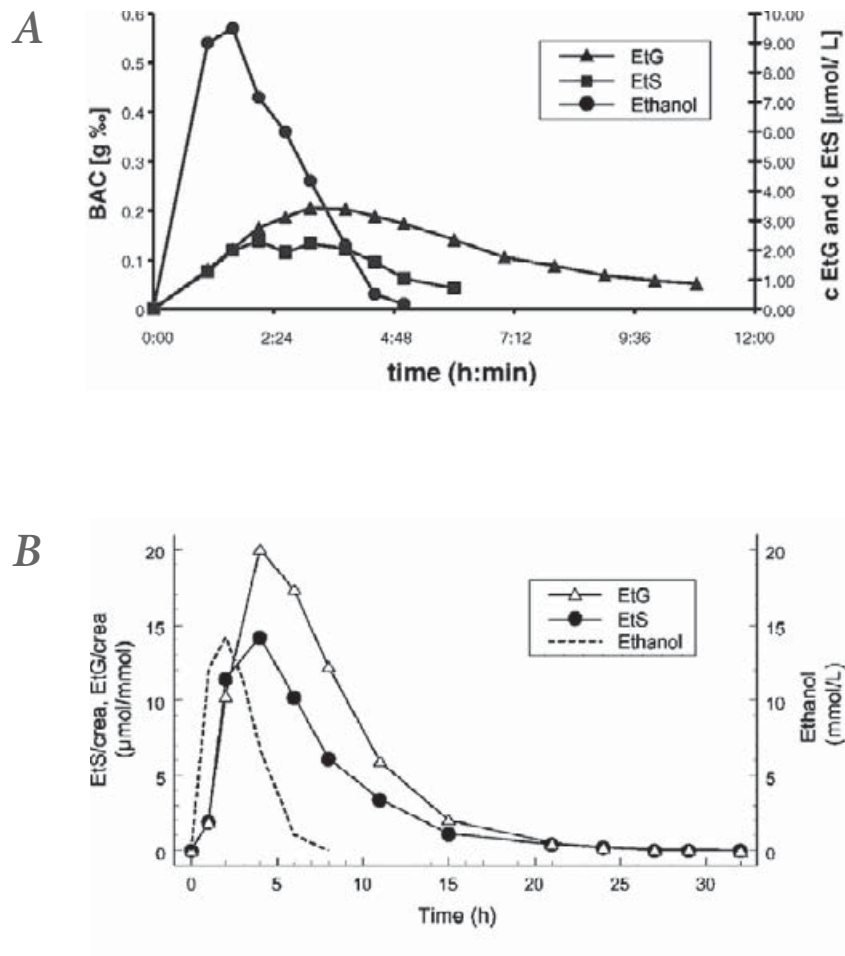 A
BAC [g ‰]
0.6
0.5
0.4
0.3
0.2
0.1
0
0:00
2:24
4:48
7:12
9:36
12:00
time (h:min)
EtG
EtS
Ethanol
10.00
9.00
8.00
7.00
6.00
5.00
4.00
3.00
2.00
1.00
0.00
c EtG and c EtS [µmol/ L]
B
EtS/crea, EtG/crea
(µmol/mmol)
20
15
10
5
0
0
5
10
15
20
25
30
Time (h)
EtG
EtS
Ethanol
20
15
10
5
0
Ethanol
(mmol/L)